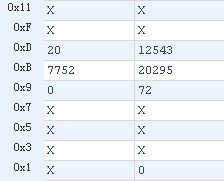 0x11 X X
0xF X X
0xD 20 12543
0xB 7752 20295
0x9 0 72
0x7 X X
0x5 X X
0x3 X X
0x1 X 0